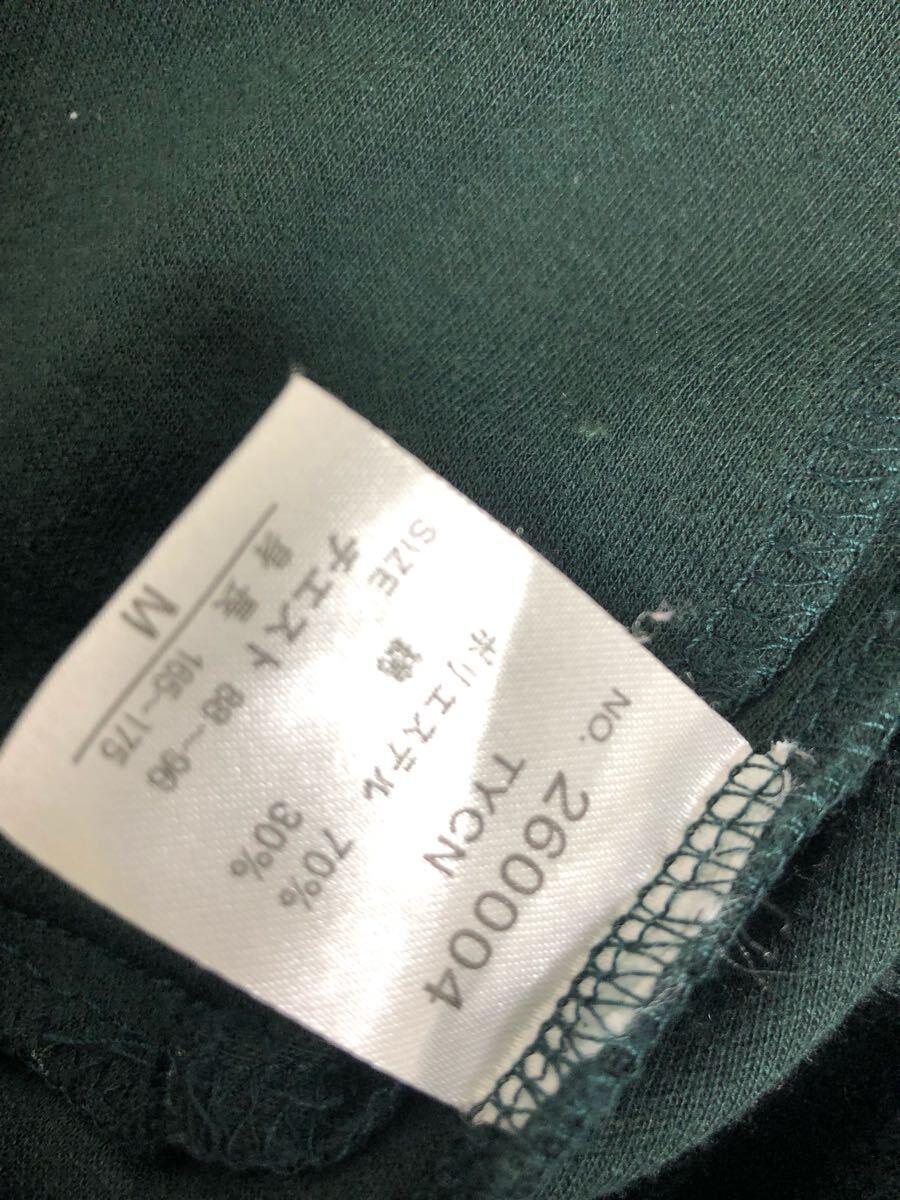 NO. 260004
TYCN
ポリエステル 70%
綿 30%
SIZE
チエスト 88~96
身長 165~175
M